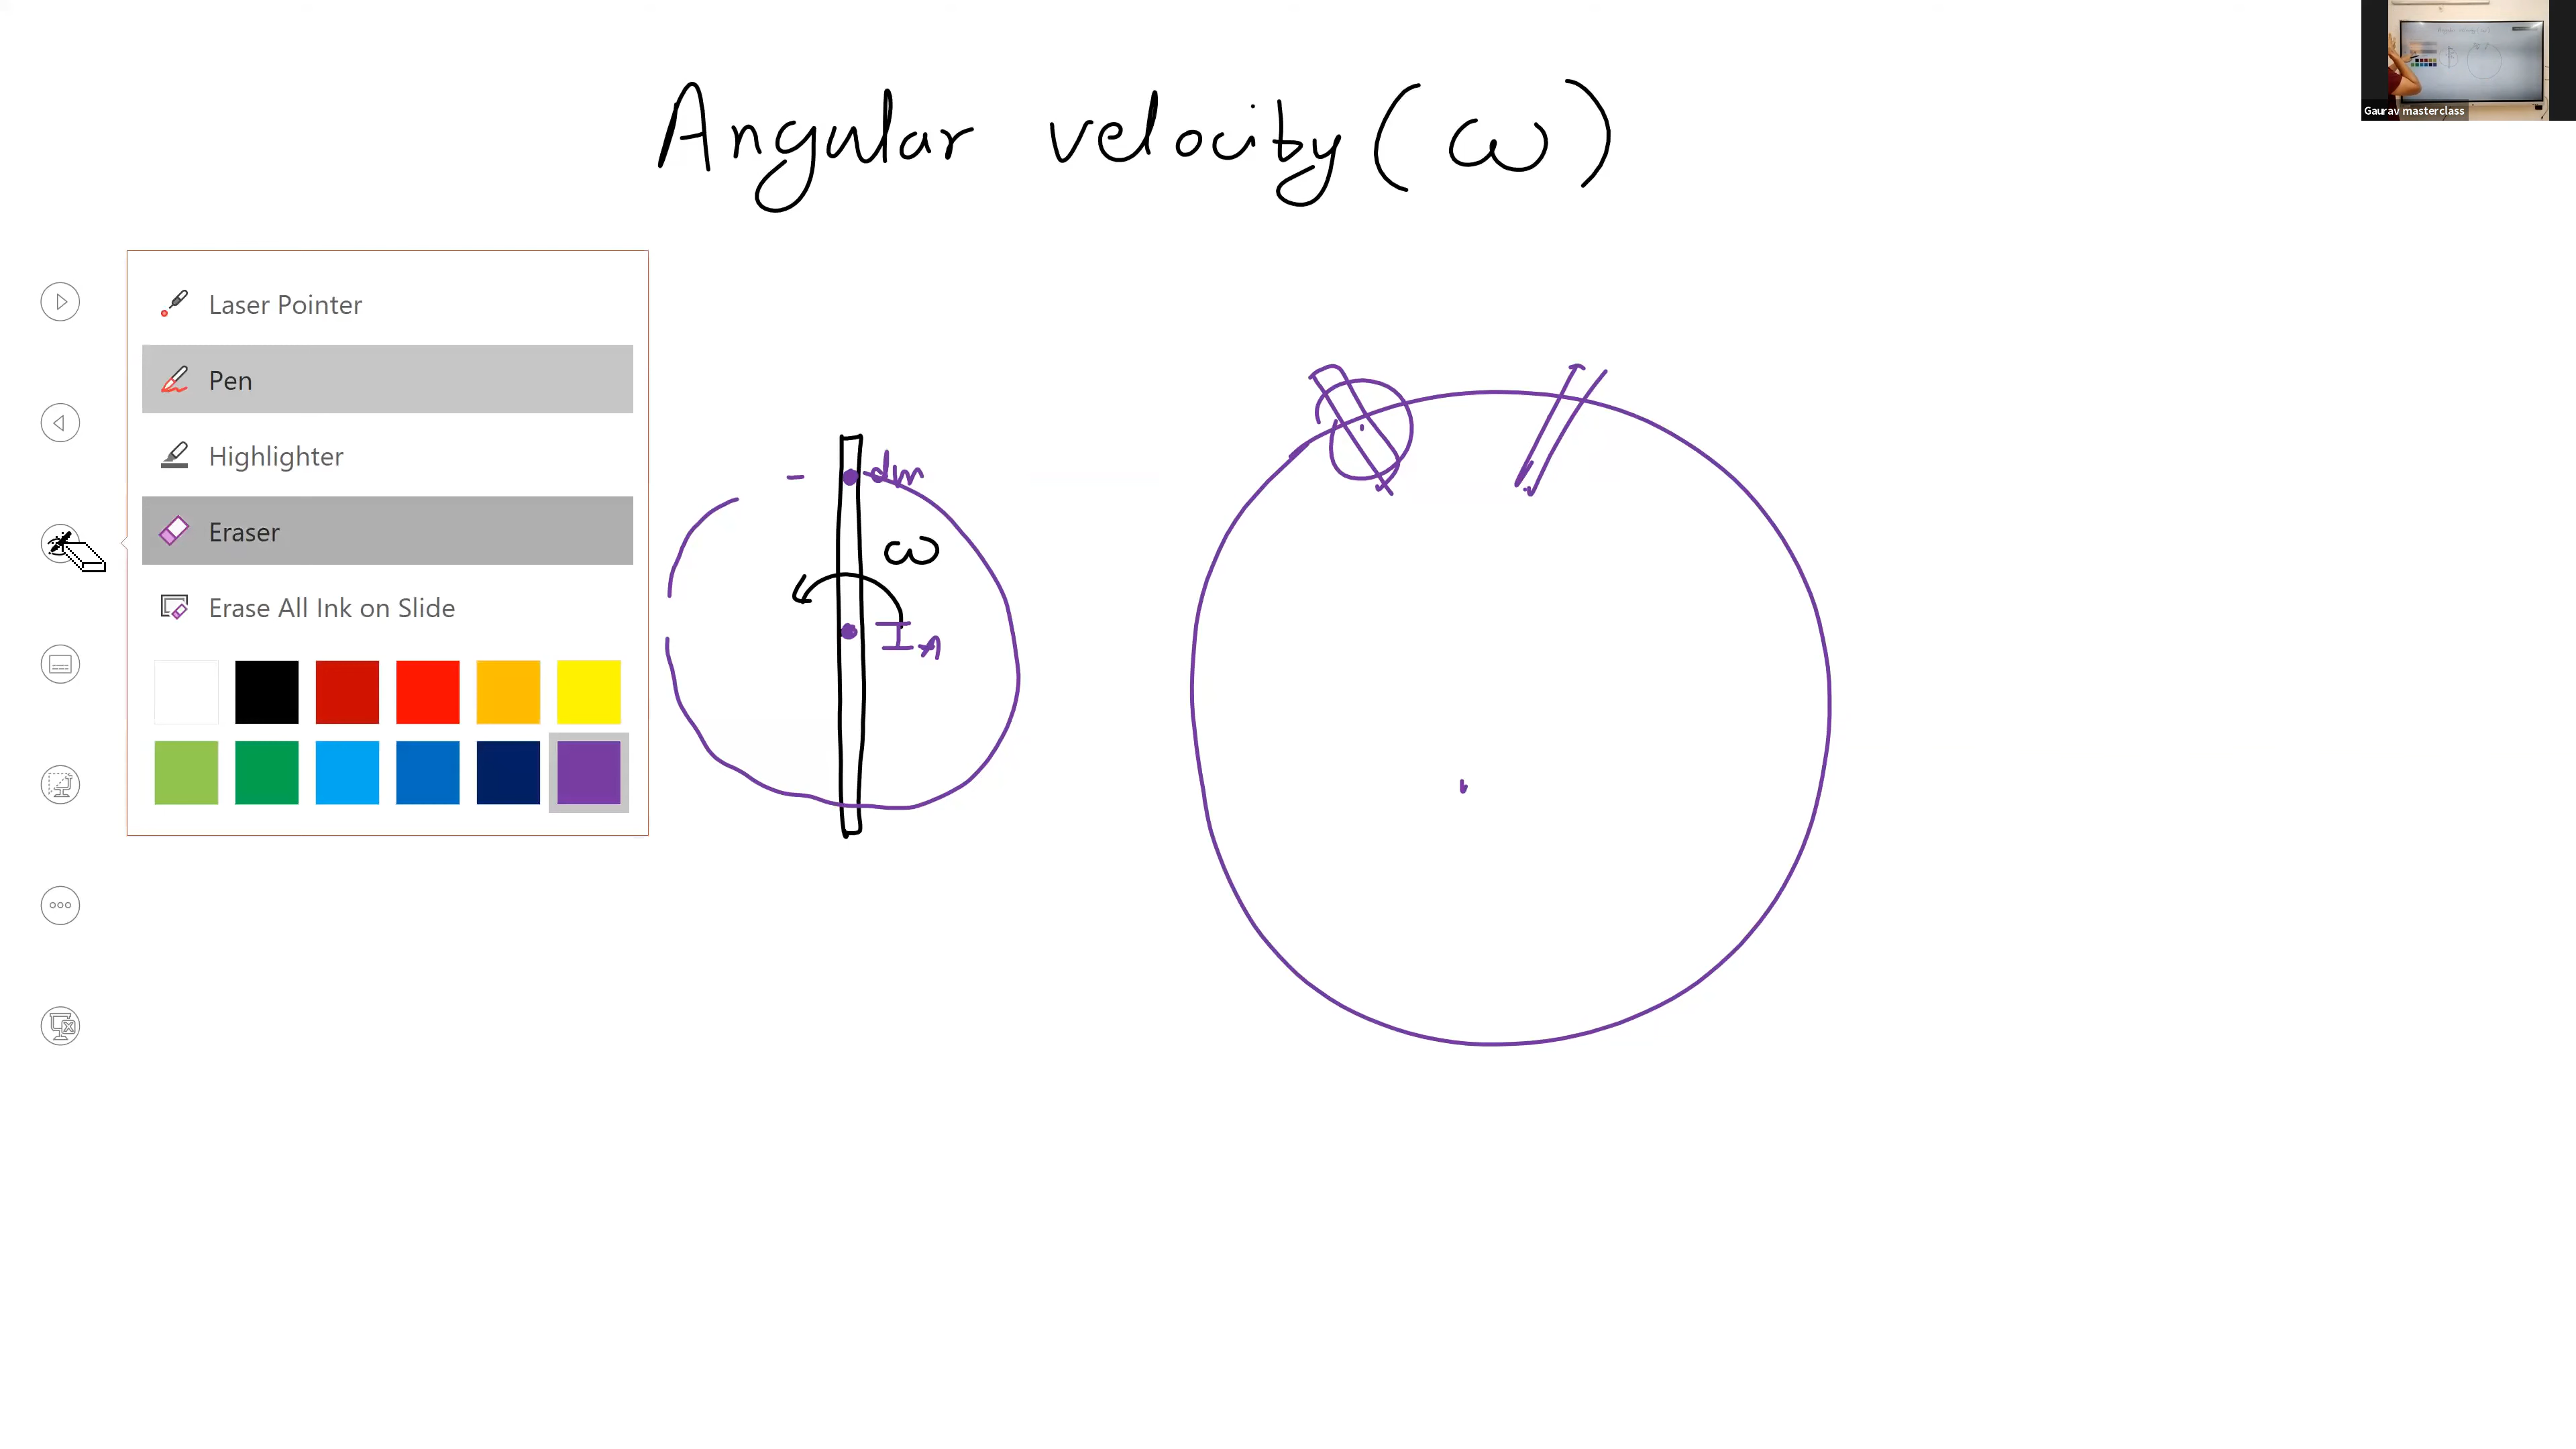 Angular velocity (ω)
Gaurav masterclass
Laser Pointer
Pen
Highlighter
Eraser
Erase All Ink on Slide
dm
ω